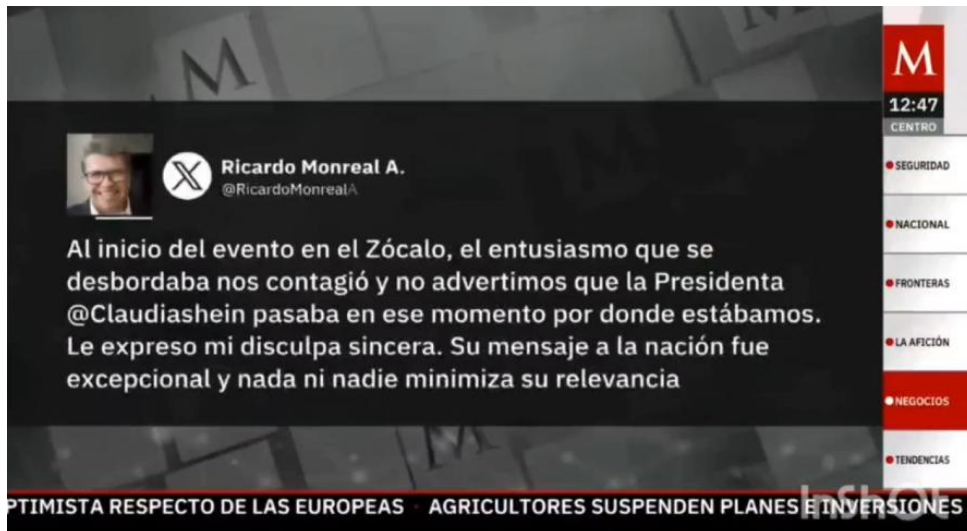 M
12:47
CENTRO
Ricardo Monreal A.
@RicardoMonrealA
Al inicio del evento en el Zócalo, el entusiasmo que se
desbordaba nos contagió y no advertimos que la Presidenta
@Claudiashein pasaba en ese momento por donde estábamos.
Le expreso mi disculpa sincera. Su mensaje a la nación fue
excepcional y nada ni nadie minimiza su relevancia
SEGURIDAD
NACIONAL
FRONTERAS
LA AFICIÓN
NEGOCIOS
TENDENCIAS
M
M
PTIMISTA RESPECTO DE LAS EUROPEAS AGRICULTORES SUSPENDEN PLANES E INVERSIONES
InShOt